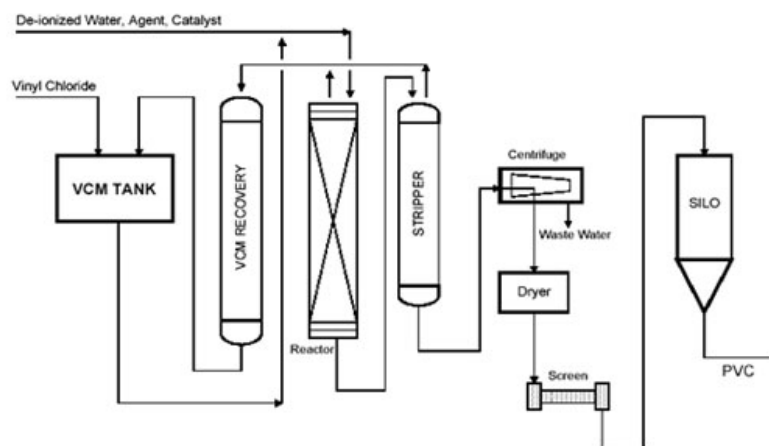 De-ionized Water, Agent, Catalyst
Vinyl Chloride
VCM TANK
VCM RECOVERY
Reactor
STRIPPER
Centrifuge
Waste Water
Dryer
Screen
SILO
PVC